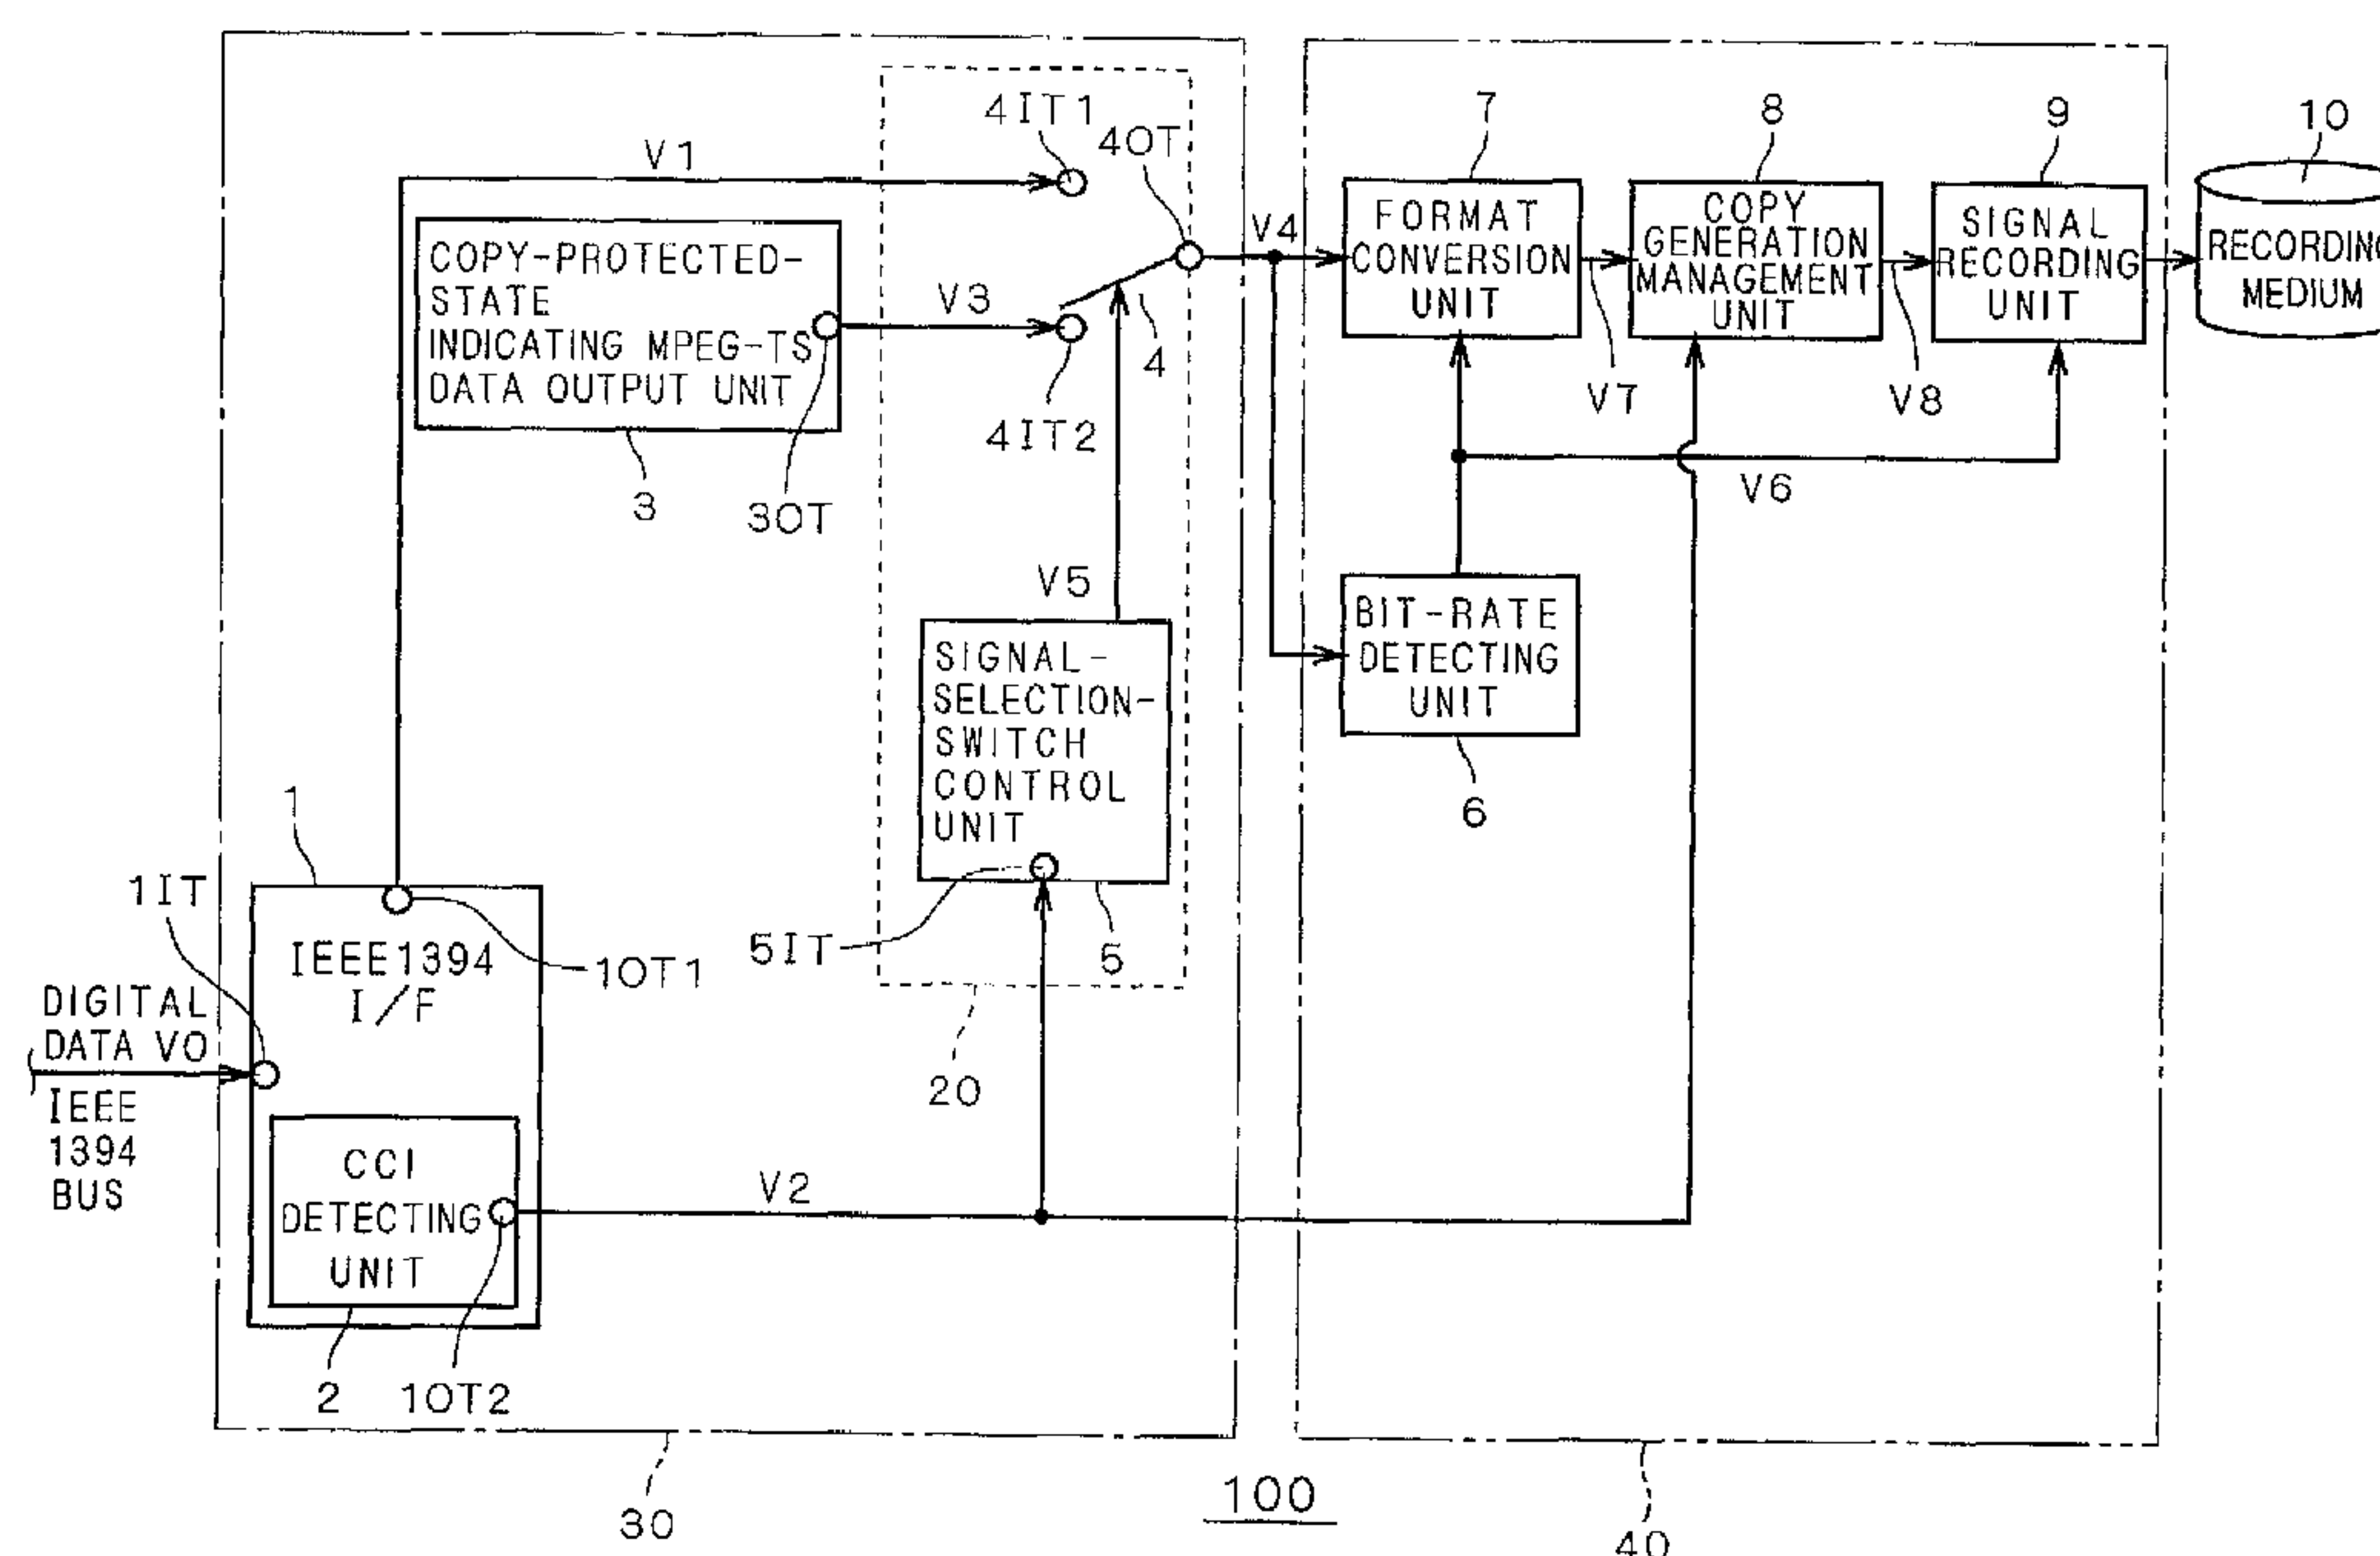 4IT1
4OT
7
8
9
10
V1
COPY-PROTECTED-
STATE
INDICATING MPEG-TS
DATA OUTPUT UNIT
3
3OT
V3
4IT2
4
V4
FORMAT
CONVERSION
UNIT
V7
COPY
GENERATION
MANAGEMENT
UNIT
V8
SIGNAL
RECORDING
UNIT
RECORDING
MEDIUM
V6
V5
SIGNAL-
SELECTION-
SWITCH
CONTROL
UNIT
5IT
5
20
BIT-RATE
DETECTING
UNIT
6
1
1IT
IEEE1394
I/F
1OT1
DIGITAL
DATA V0
IEEE
1394
BUS
CCI
DETECTING
UNIT
2
1OT2
V2
30
100
40